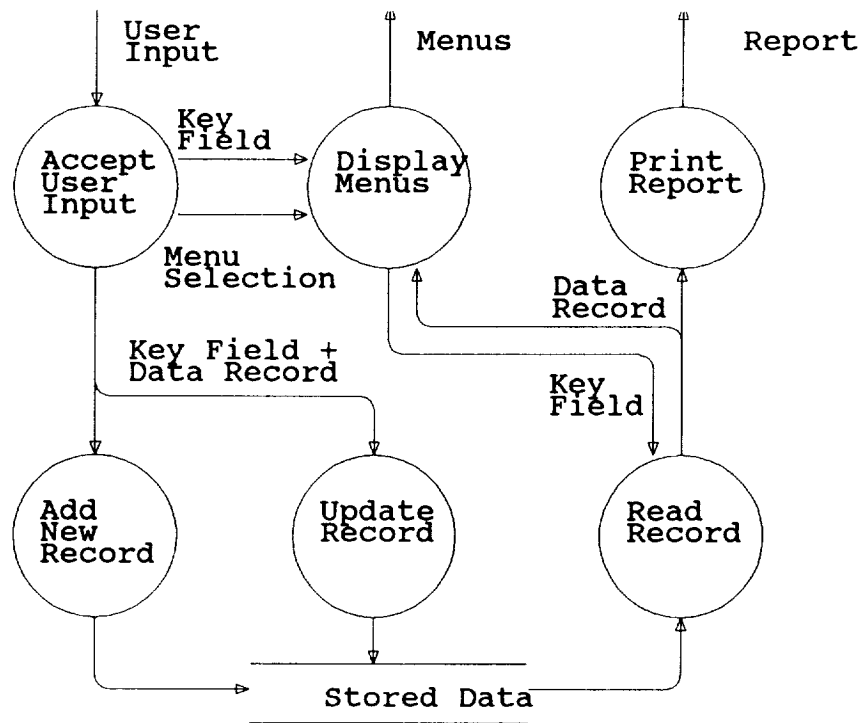 User
Input
Menus
Report
Key
Field
Accept
User
Input
Display
Menus
Print
Report
Menu
Selection
Data
Record
Key Field +
Data Record
Key
Field
Add
New
Record
Update
Record
Read
Record
Stored Data